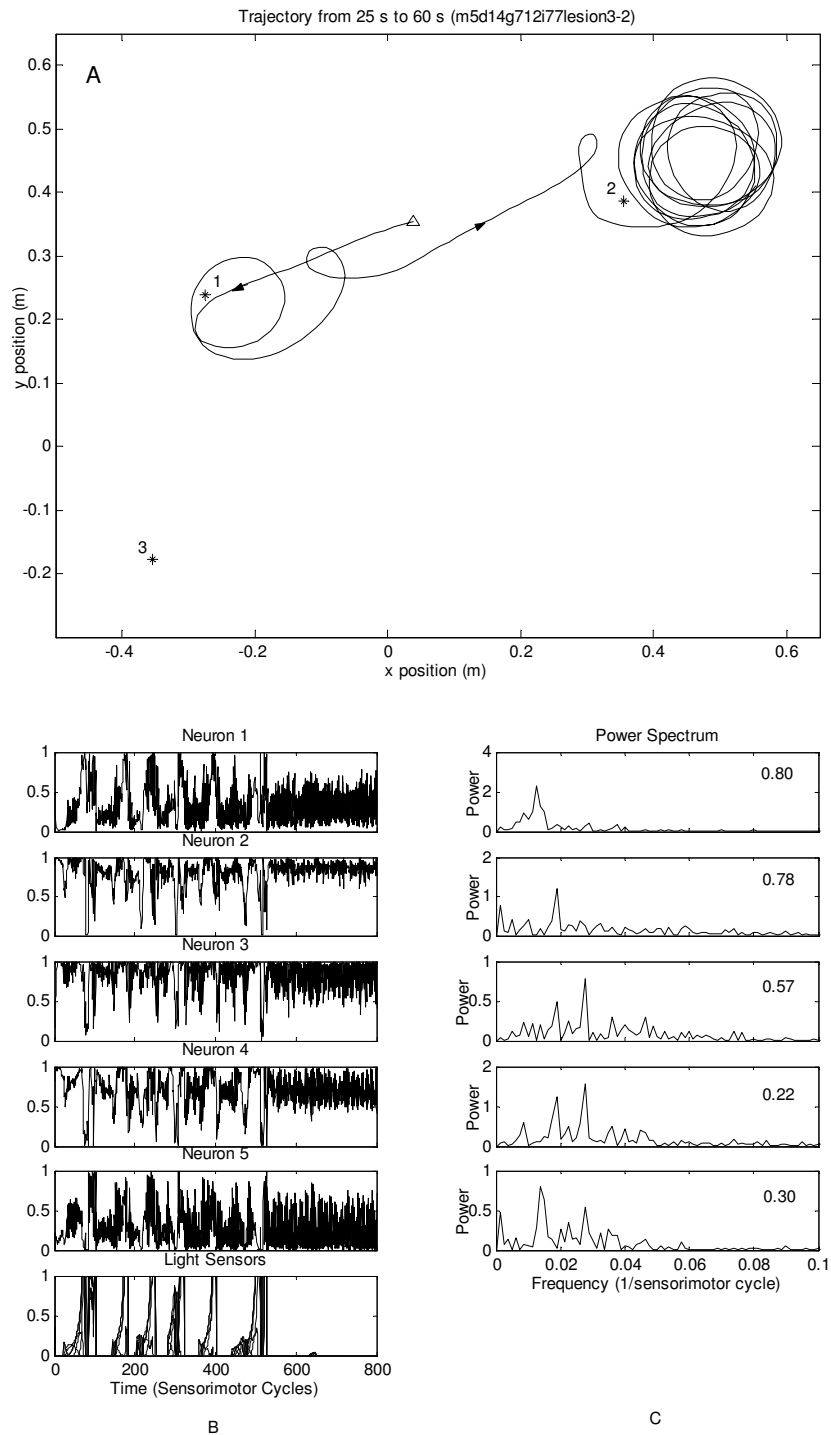 Trajectory from 25 s to 60 s (m5d14g712i77lesion3-2)
A
0.6
0.5
0.4
0.3
0.2
0.1
0
-0.1
-0.2
y position (m)
1
2
3
-0.4 -0.2 0 0.2 0.4 0.6
x position (m)
Neuron 1
1
0.5
0
Neuron 2
1
0.5
0
Neuron 3
1
0.5
0
Neuron 4
1
0.5
0
Neuron 5
1
0.5
0
Light Sensors
1
0.5
0
0 200 400 600 800
Time (Sensorimotor Cycles)
B
Power Spectrum
4
2
0
Power
0.80
2
1
0
Power
0.78
1
0.5
0
Power
0.57
2
1
0
Power
0.22
1
0.5
0
Power
0.30
0 0.02 0.04 0.06 0.08 0.1
Frequency (1/sensorimotor cycle)
C